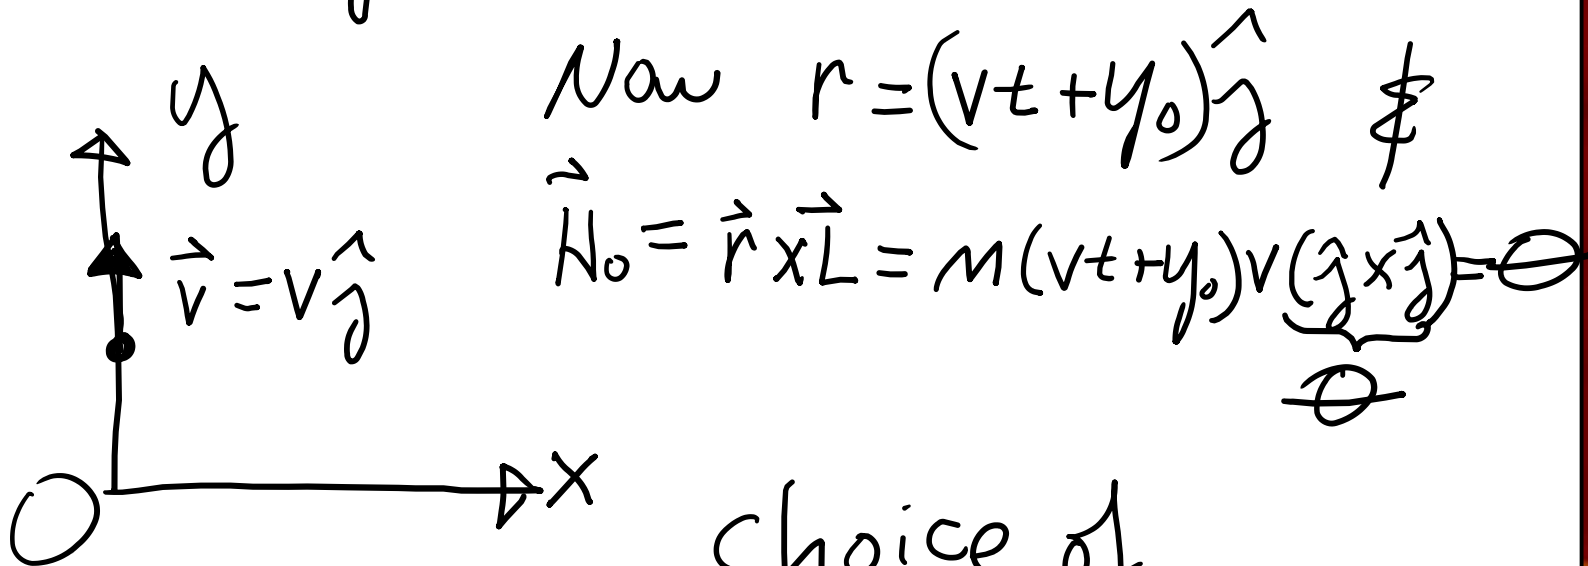 y
Now r = (vt + y₀)ĵ &
H⃗₀ = r⃗ x L⃗ = m(vt + y₀)v(ĵ x ĵ) = 0
0
v⃗ = vĵ
x
O
choice of